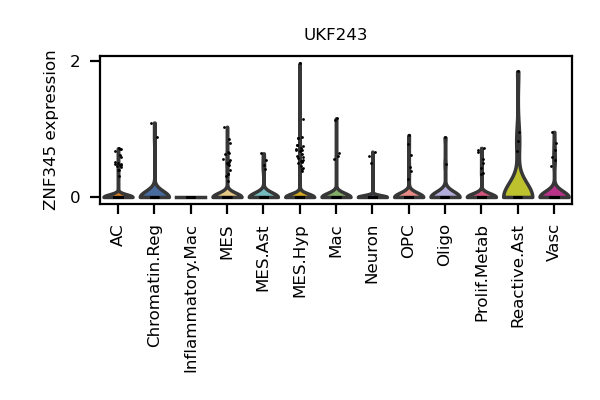 UKF243
ZNF345 expression
2
0
AC
Chromatin.Reg
Inflammatory.Mac
MES
MES.Ast
MES.Hyp
Mac
Neuron
OPC
Oligo
Prolif.Metab
Reactive.Ast
Vasc